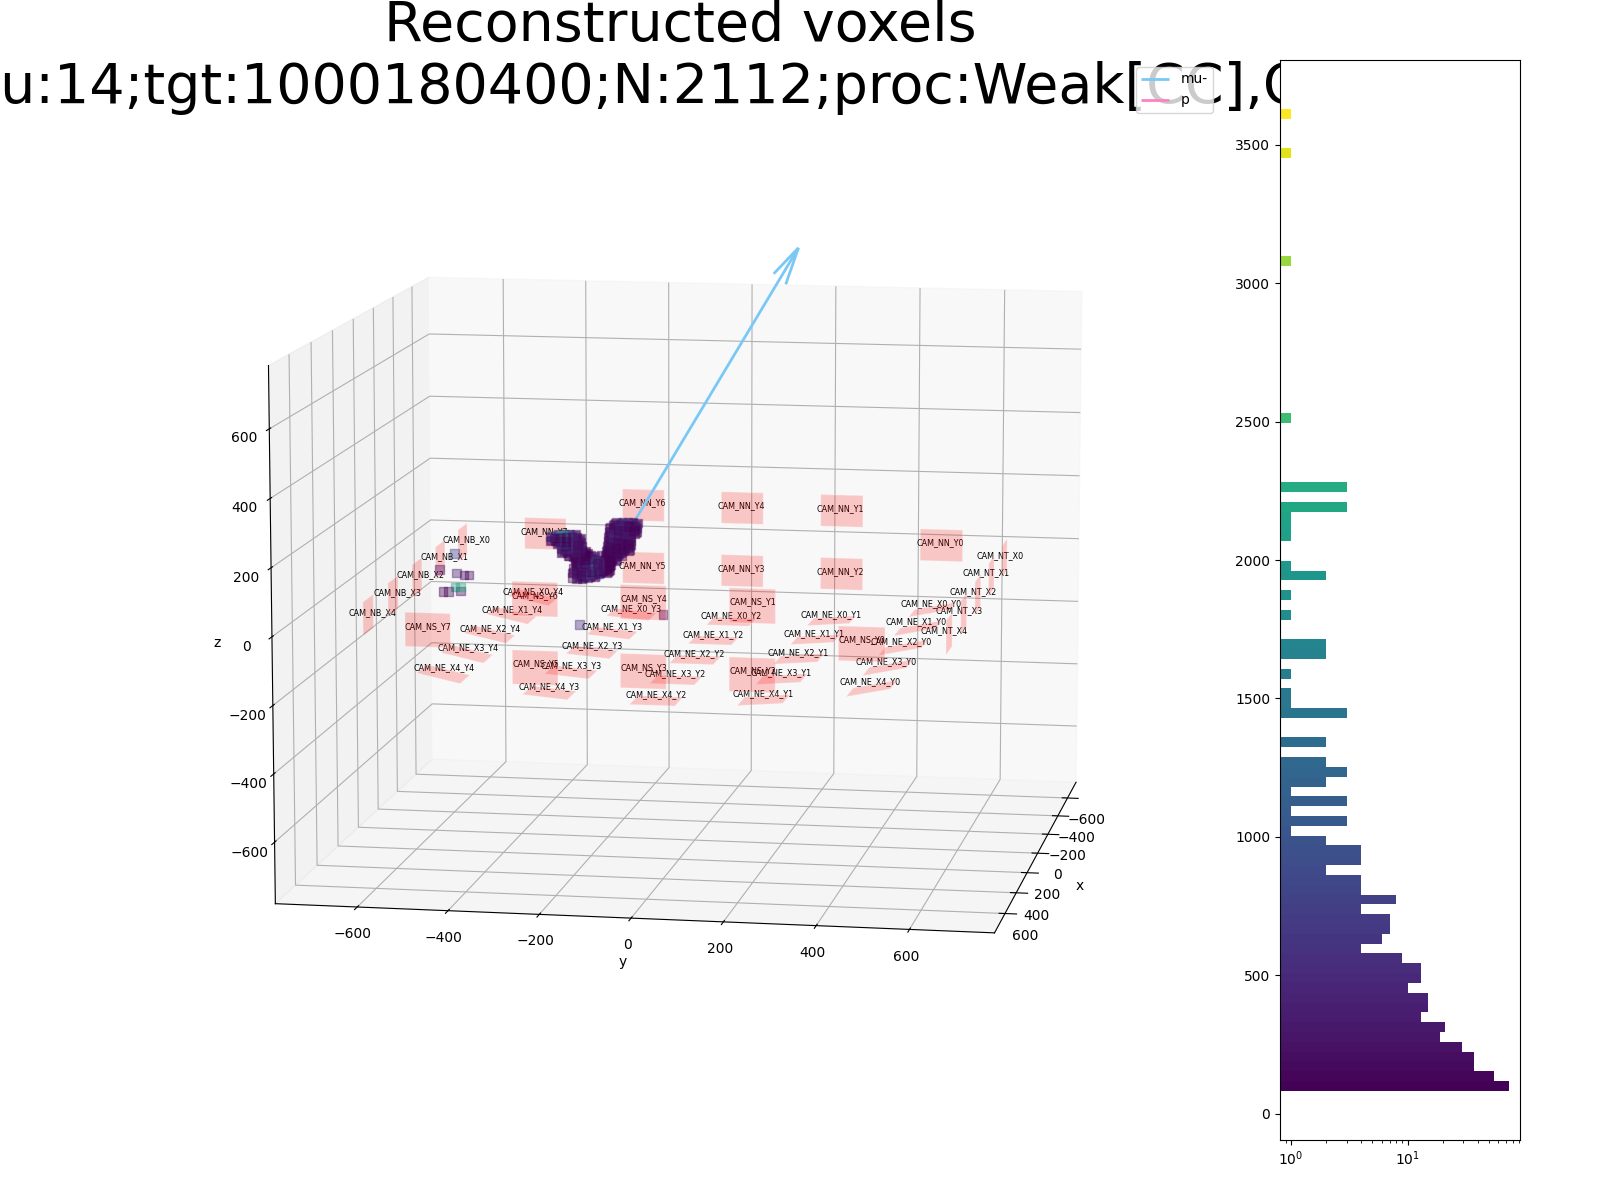 Reconstructed voxels
u:14;tgt:1000180400;N:2112;proc:Weak[CC],
mu-
p
3500
3000
2500
2000
1500
1000
500
0
10⁰
10¹
z
600
400
200
0
−200
−400
−600
y
−600
−400
−200
0
200
400
600
x
−600
−400
−200
0
200
400
600
CAM_NN_Y6
CAM_NN_Y4
CAM_NN_Y1
CAM_NN_Y7
CAM_NN_Y0
CAM_NN_Y5
CAM_NN_Y3
CAM_NN_Y2
CAM_NB_X0
CAM_NB_X1
CAM_NB_X2
CAM_NB_X3
CAM_NB_X4
CAM_NT_X0
CAM_NT_X1
CAM_NT_X2
CAM_NT_X3
CAM_NT_X4
CAM_NS_Y4
CAM_NS_Y1
CAM_NS_Y7
CAM_NS_Y3
CAM_NE_X0_Y4
CAM_NE_X0_Y3
CAM_NE_X0_Y2
CAM_NE_X0_Y1
CAM_NE_X0_Y0
CAM_NE_X1_Y4
CAM_NE_X1_Y3
CAM_NE_X1_Y2
CAM_NE_X1_Y1
CAM_NE_X1_Y0
CAM_NE_X2_Y4
CAM_NE_X2_Y3
CAM_NE_X2_Y2
CAM_NE_X2_Y1
CAM_NE_X2_Y0
CAM_NE_X3_Y4
CAM_NE_X3_Y3
CAM_NE_X3_Y2
CAM_NE_X3_Y1
CAM_NE_X3_Y0
CAM_NE_X4_Y4
CAM_NE_X4_Y3
CAM_NE_X4_Y2
CAM_NE_X4_Y1
CAM_NE_X4_Y0